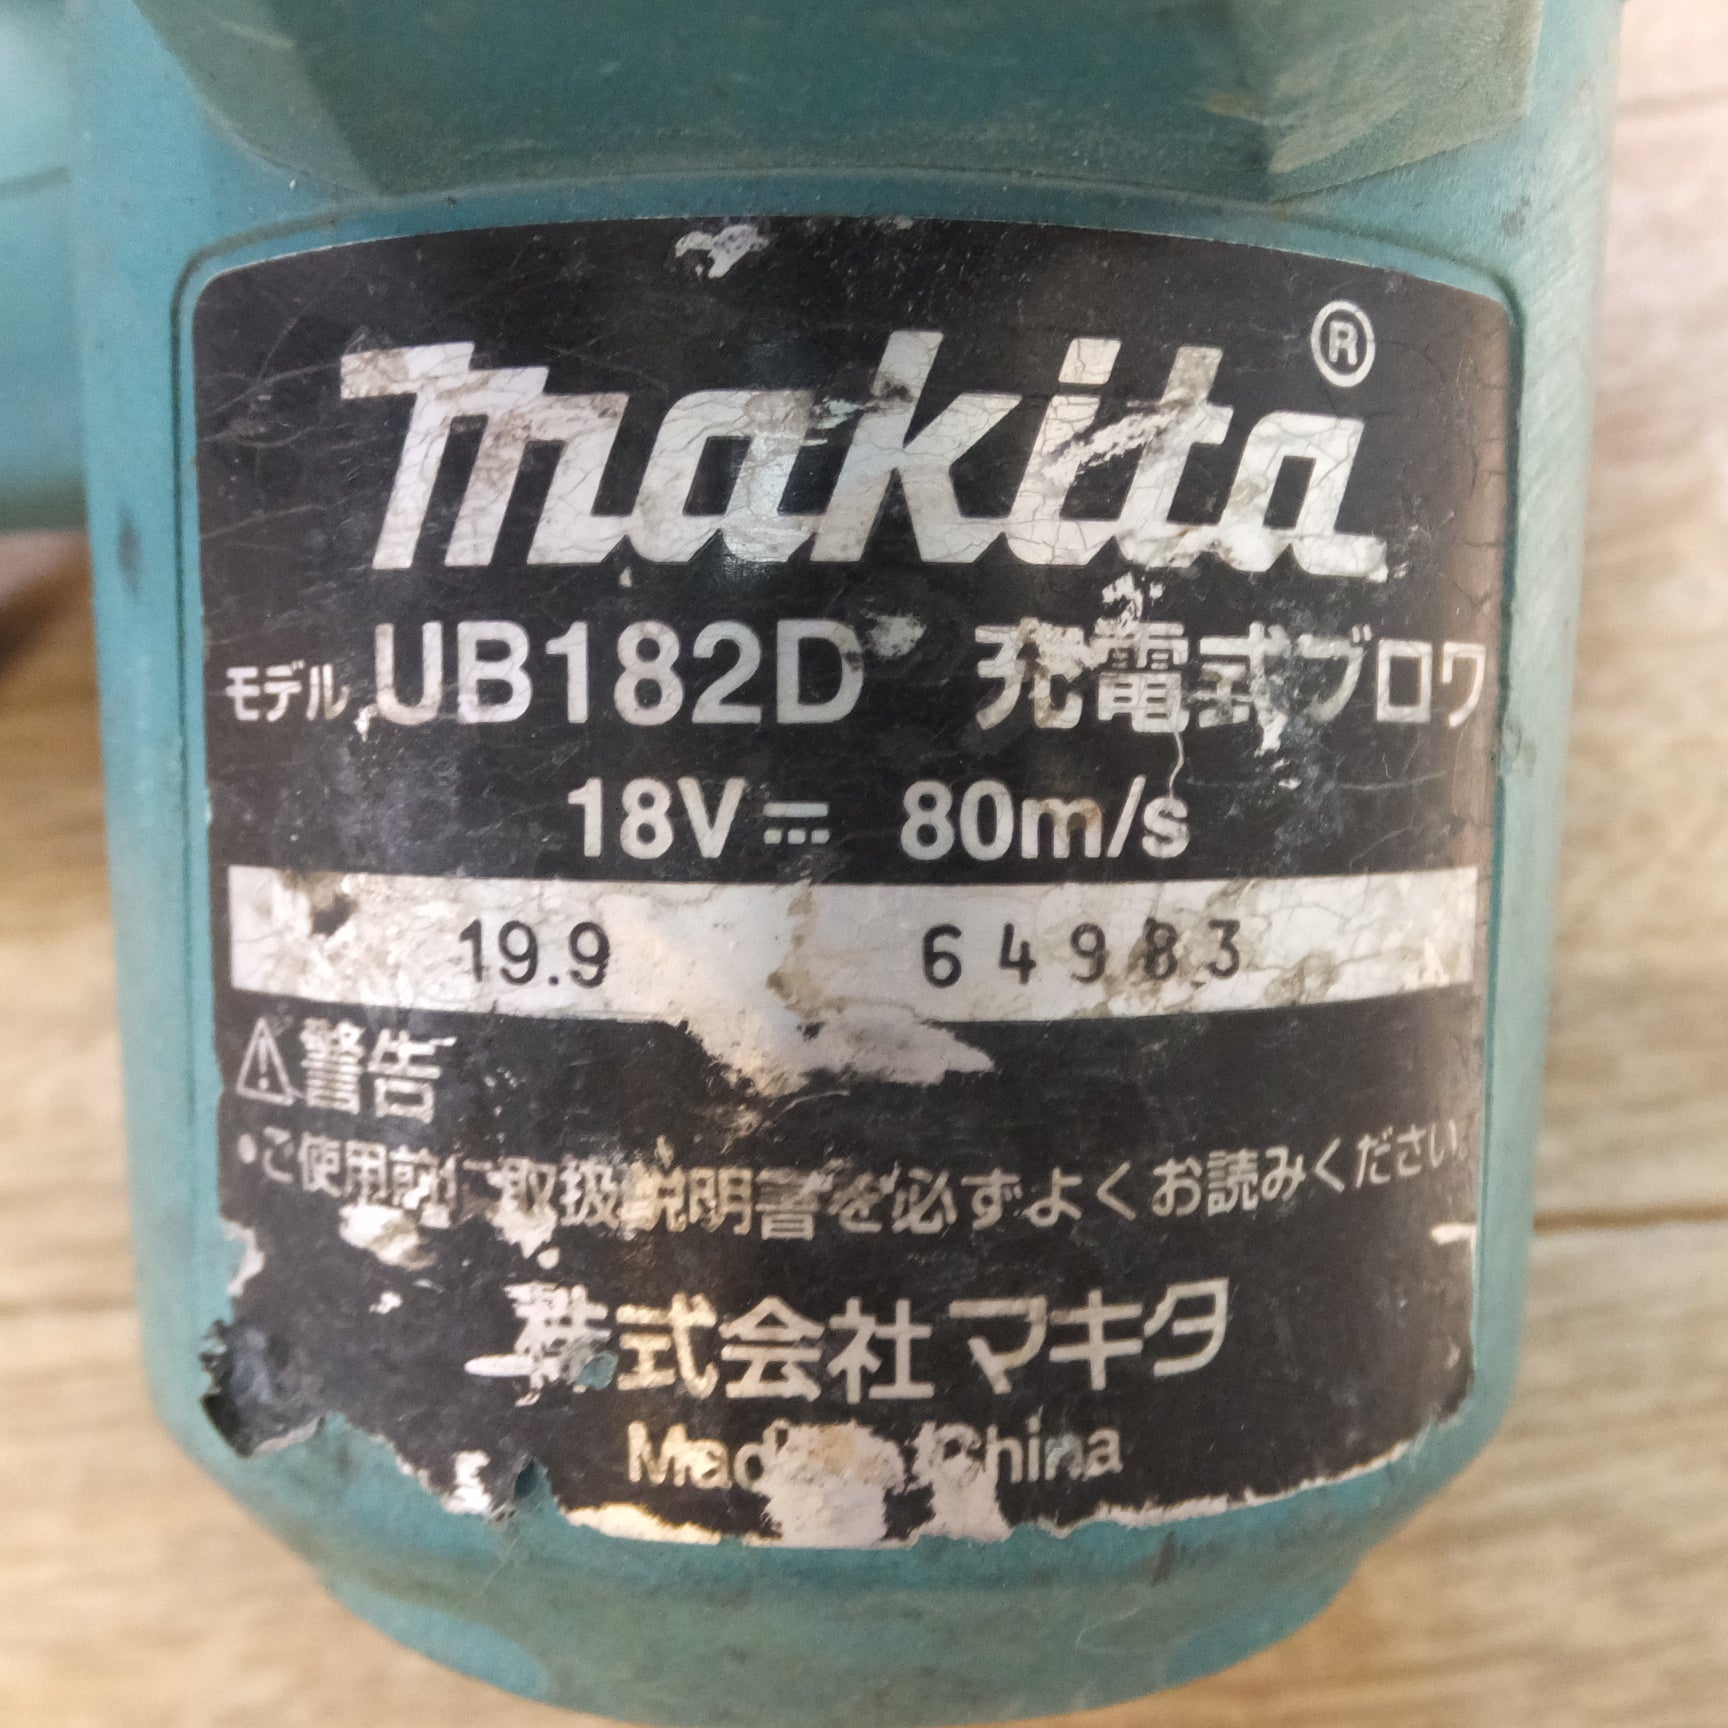 makita®
モデル UB182D 充電式ブロワ
18V⎓ 80m/s
19.9 64983
⚠警告
・ご使用前に取扱説明書を必ずよくお読みください。
株式会社マキタ
Made in China